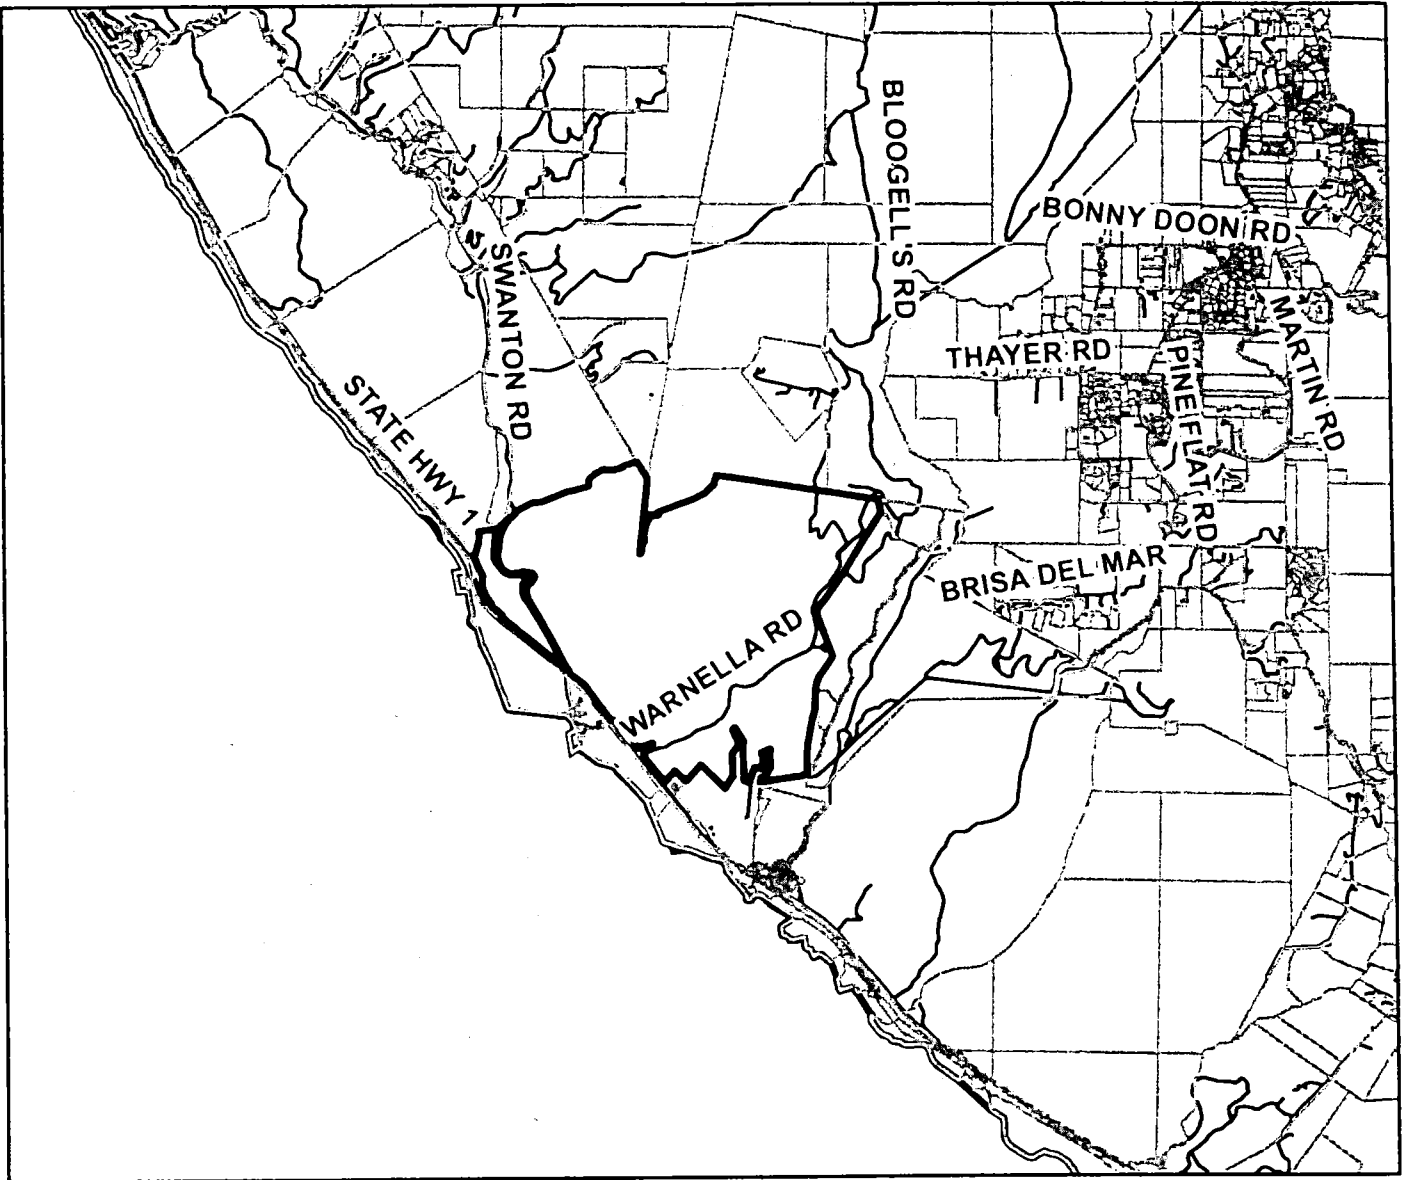 BLOOGELL'S RD
BONNY DOON RD
SWANTON RD
MARTIN RD
THAYER RD
PINE FLAT RD
STATE HWY 1
BRISA DEL MAR
WARNELLA RD